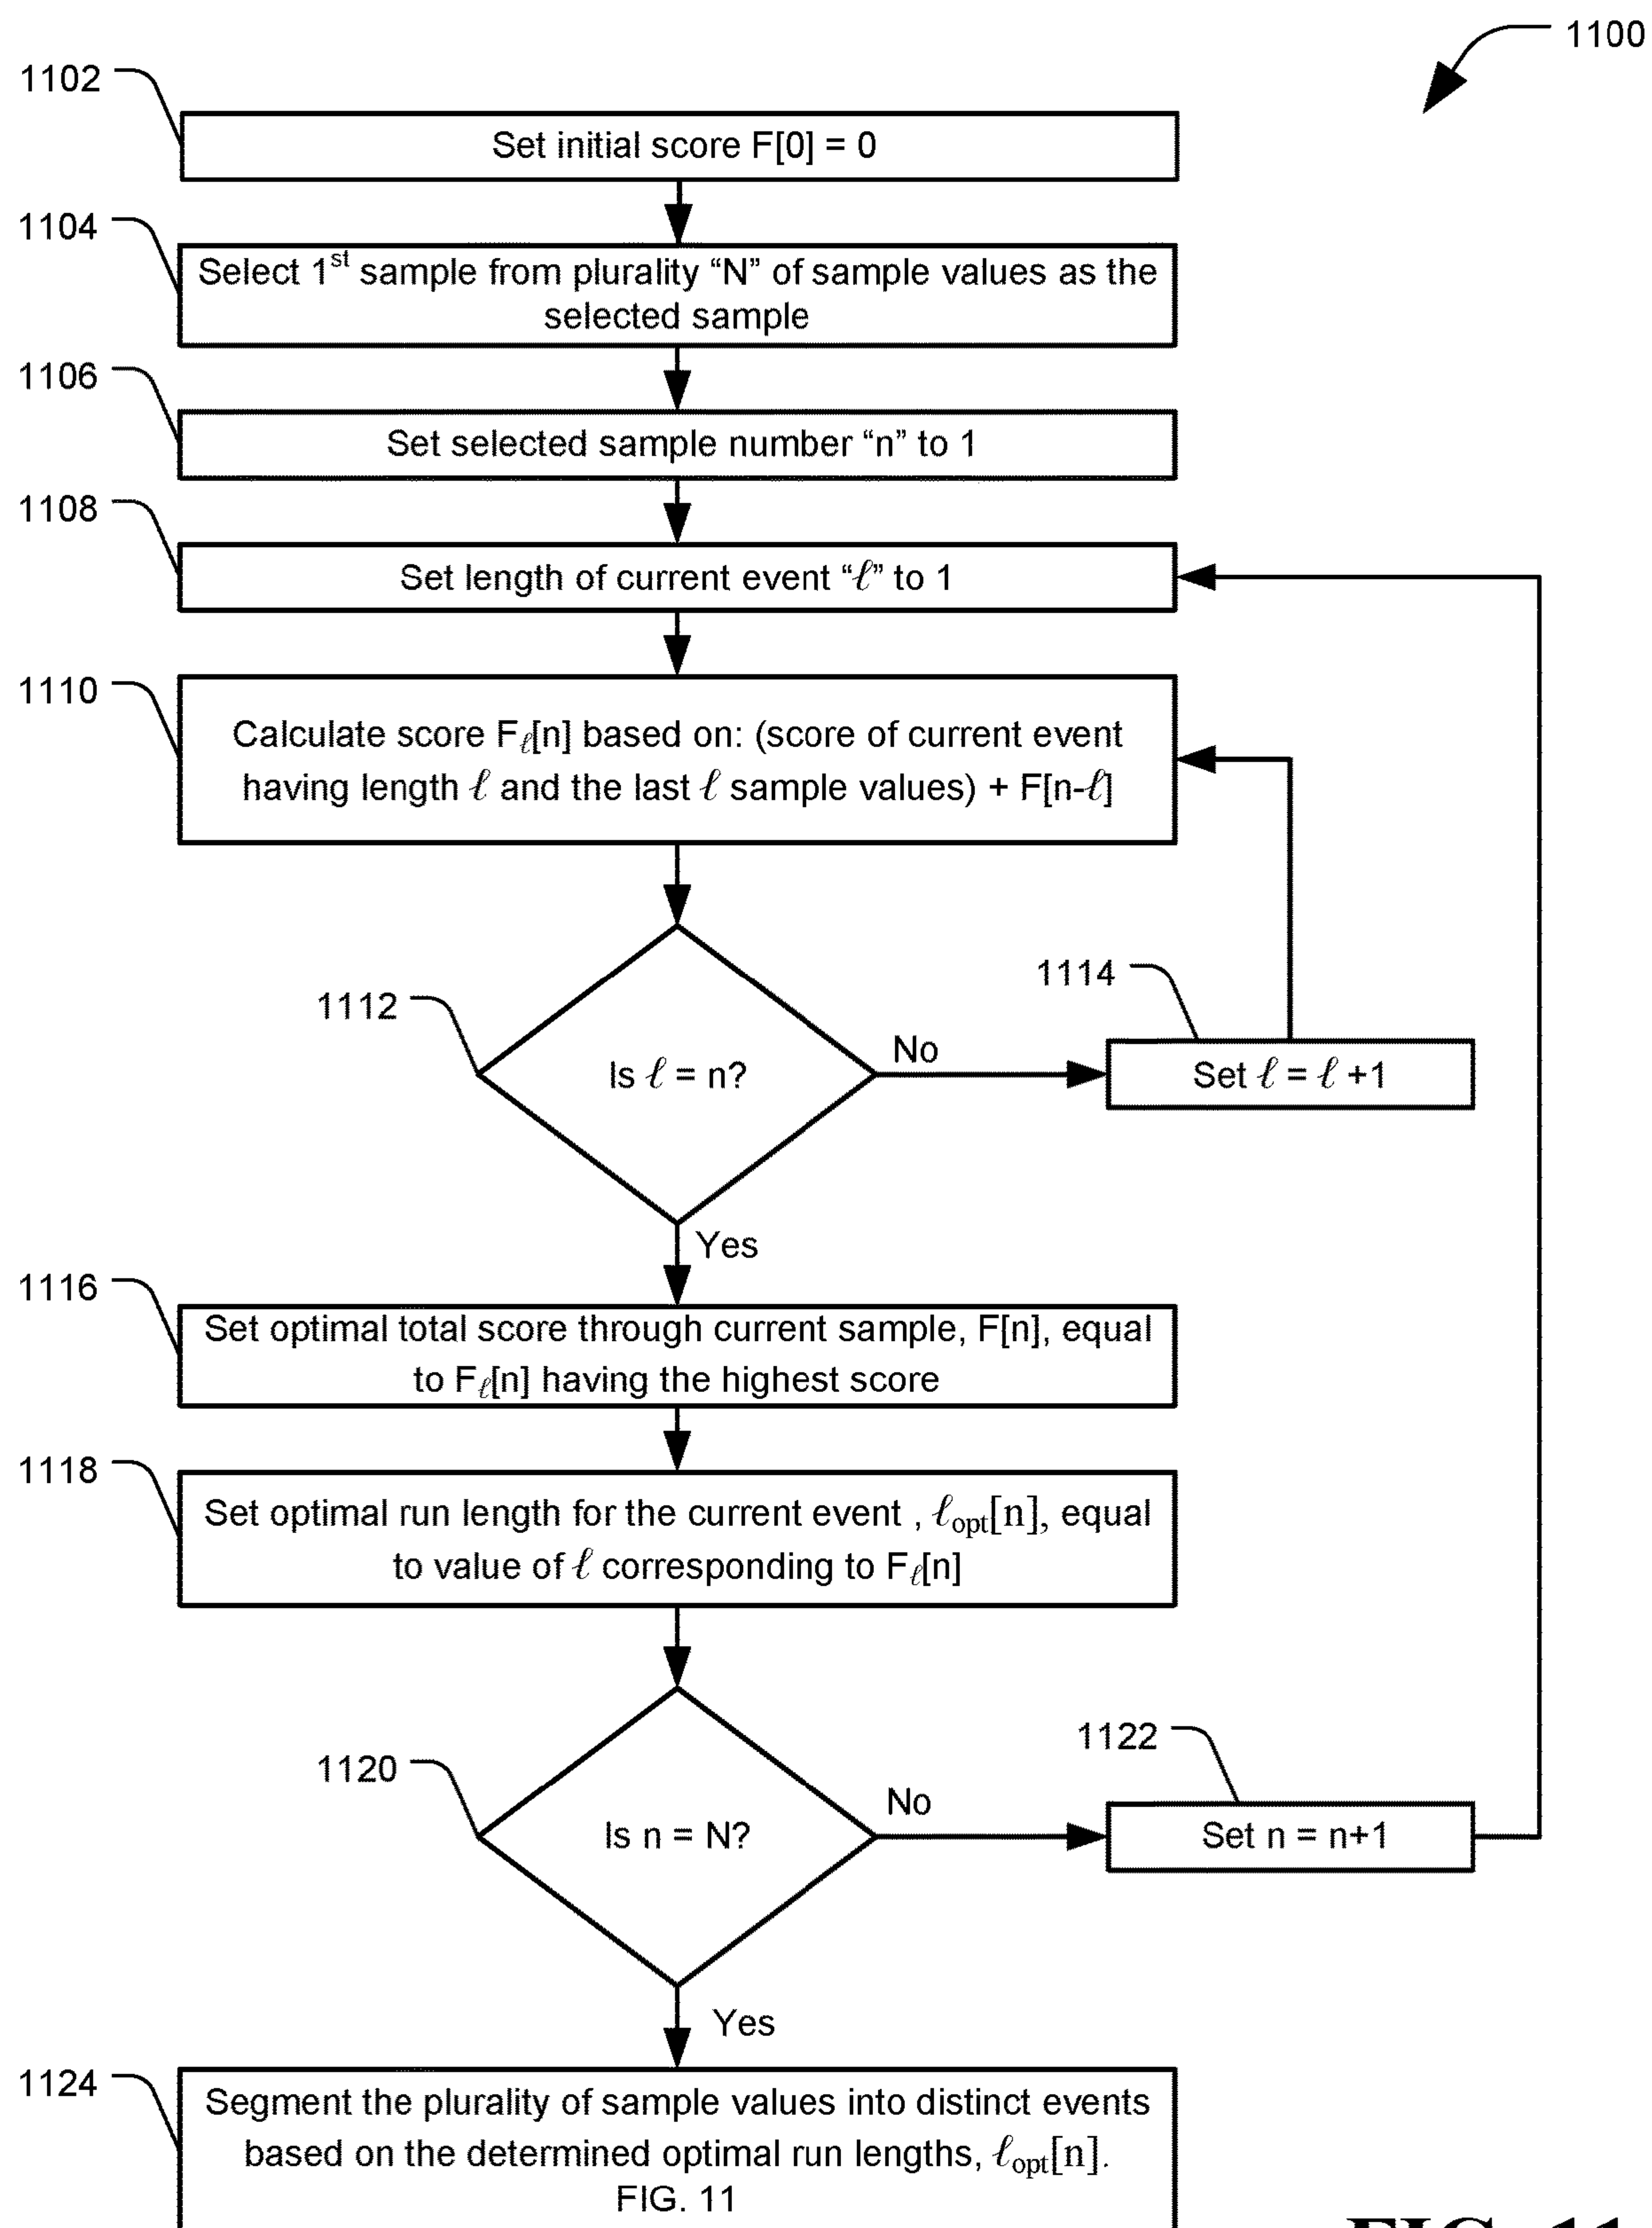 1100
1102
Set initial score F[0] = 0
1104
Select 1st sample from plurality “N” of sample values as the
selected sample
1106
Set selected sample number “n” to 1
1108
Set length of current event “ℓ” to 1
1110
Calculate score Fℓ[n] based on: (score of current event
having length ℓ and the last ℓ sample values) + F[n-ℓ]
1112
Is ℓ = n?
No
1114
Set ℓ = ℓ +1
Yes
1116
Set optimal total score through current sample, F[n], equal
to Fℓ[n] having the highest score
1118
Set optimal run length for the current event , ℓopt[n], equal
to value of ℓ corresponding to Fℓ[n]
1120
Is n = N?
No
1122
Set n = n+1
Yes
1124
Segment the plurality of sample values into distinct events
based on the determined optimal run lengths, ℓopt[n].
FIG. 11
FIG. 11